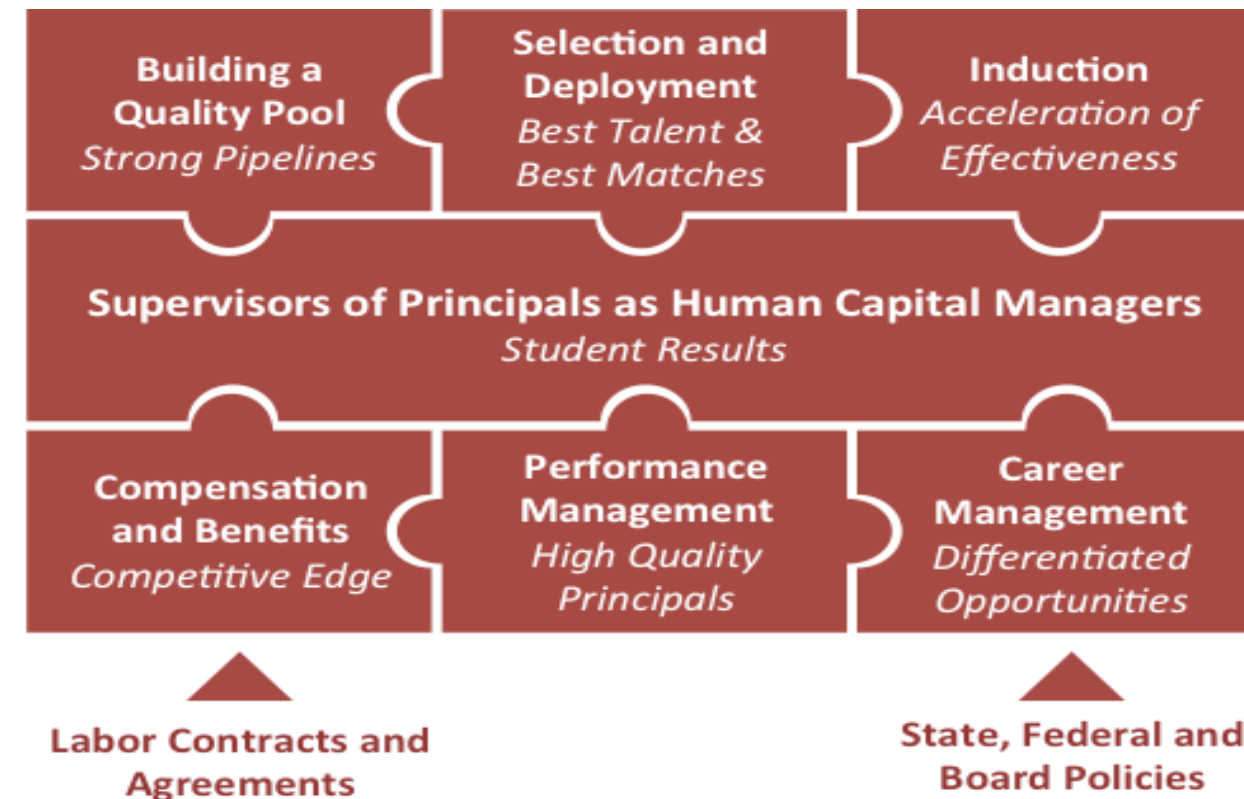 Building a
Quality Pool
Strong Pipelines
Selection and
Deployment
Best Talent &
Best Matches
Induction
Acceleration of
Effectiveness
Supervisors of Principals as Human Capital Managers
Student Results
Compensation
and Benefits
Competitive Edge
Performance
Management
High Quality
Principals
Career
Management
Differentiated
Opportunities
Labor Contracts and
Agreements
State, Federal and
Board Policies